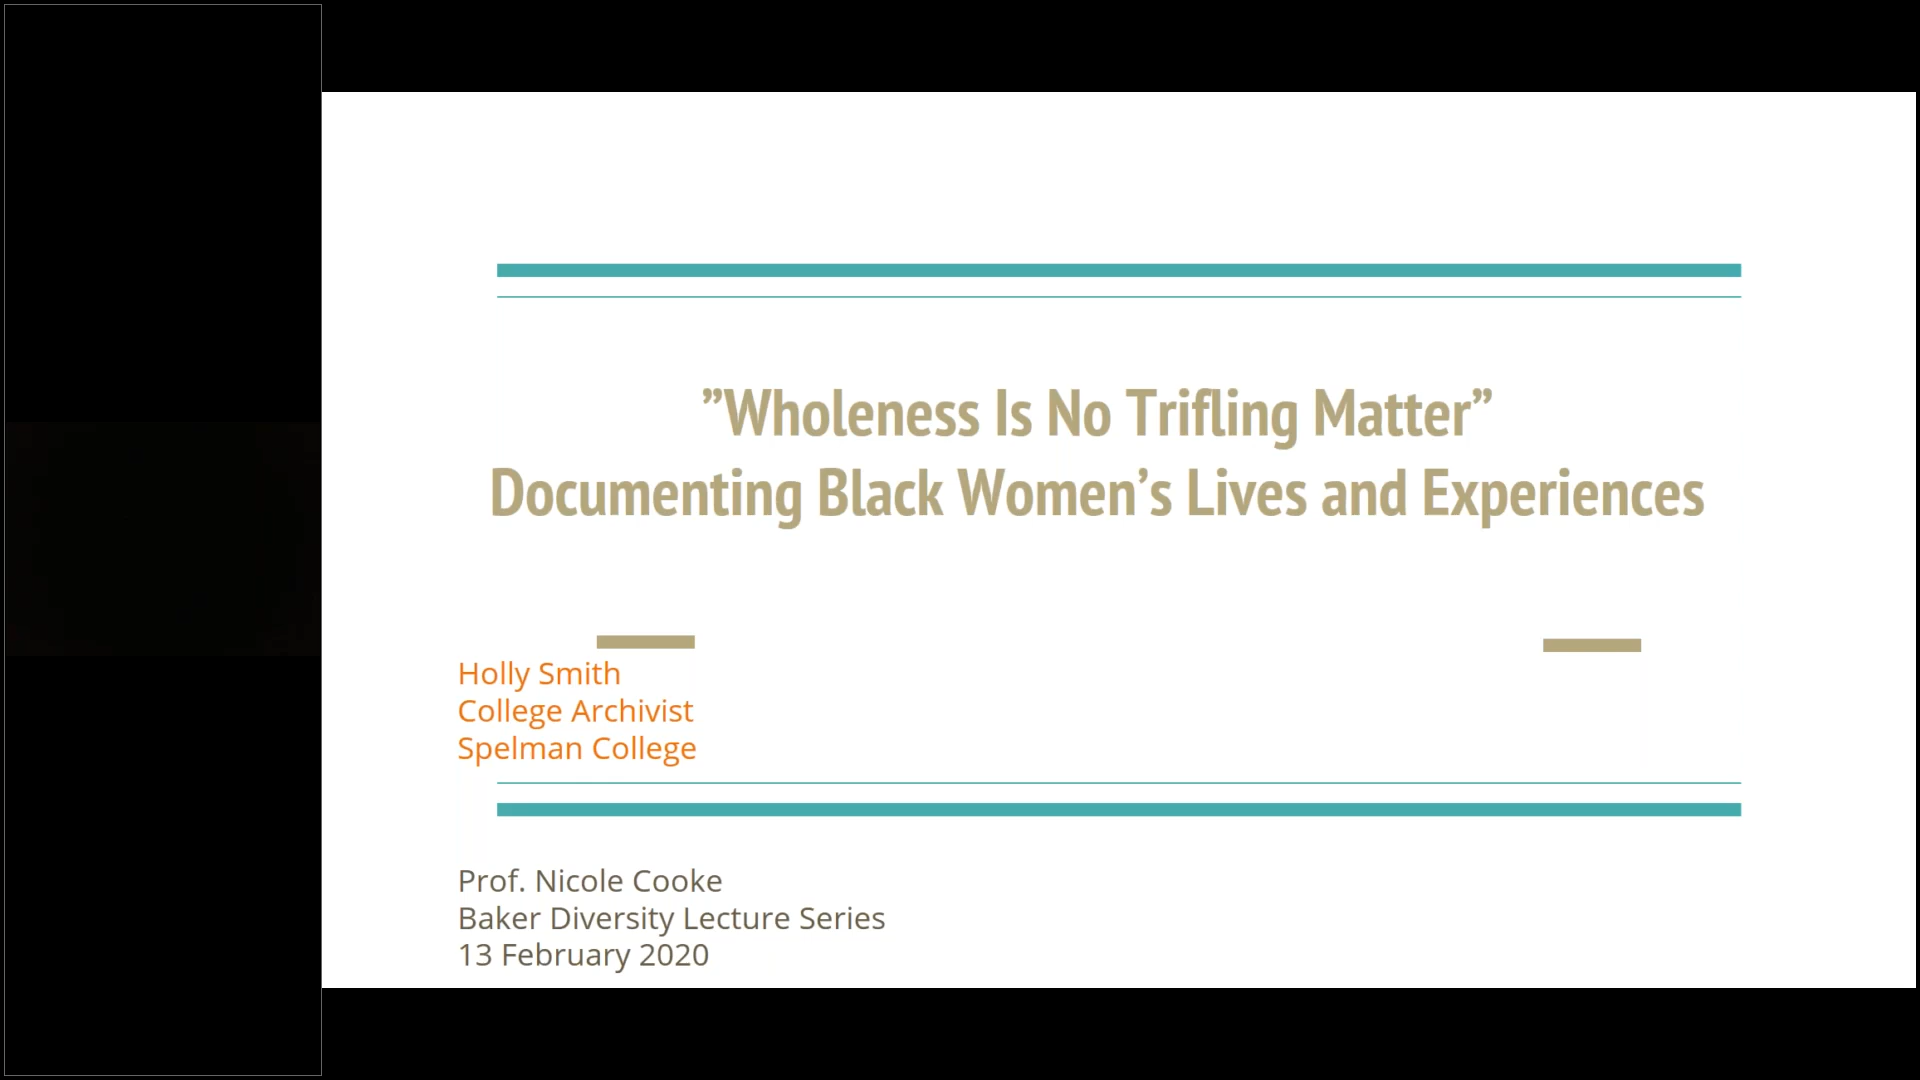 ”Wholeness Is No Trifling Matter”
Documenting Black Women’s Lives and Experiences
Holly Smith
College Archivist
Spelman College
Prof. Nicole Cooke
Baker Diversity Lecture Series
13 February 2020